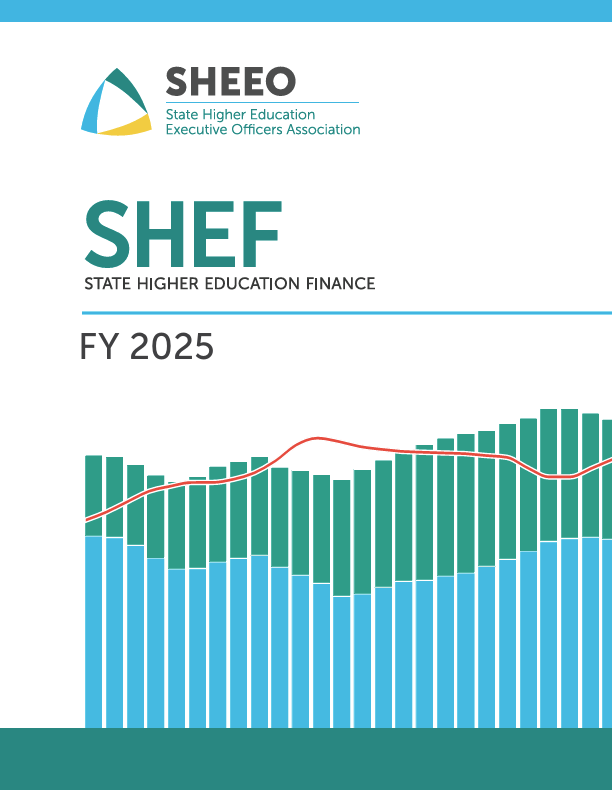 SHEEO
State Higher Education
Executive Officers Association
SHEF
STATE HIGHER EDUCATION FINANCE
FY 2025